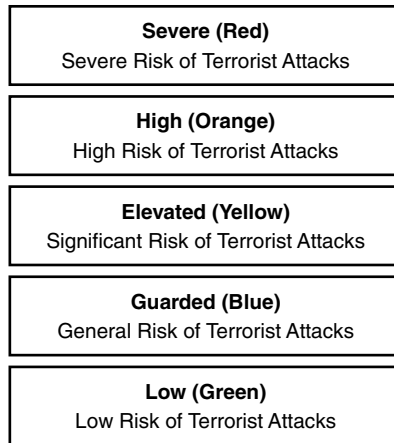 Severe (Red)
Severe Risk of Terrorist Attacks
High (Orange)
High Risk of Terrorist Attacks
Elevated (Yellow)
Significant Risk of Terrorist Attacks
Guarded (Blue)
General Risk of Terrorist Attacks
Low (Green)
Low Risk of Terrorist Attacks